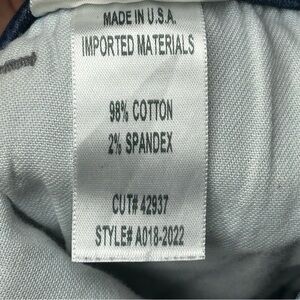 MADE IN U.S.A.
IMPORTED MATERIALS
98% COTTON
2% SPANDEX
CUT# 42937
STYLE# A018-2022